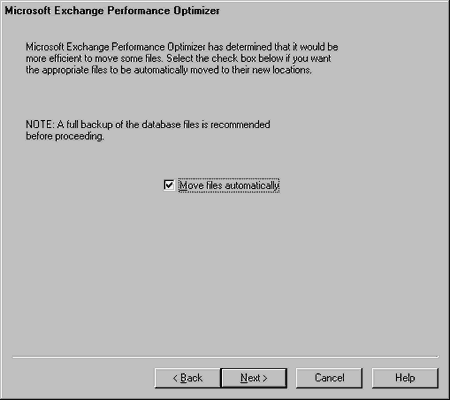 Microsoft Exchange Performance Optimizer
Microsoft Exchange Performance Optimizer has determined that it would be
more efficient to move some files. Select the check box below if you want
the appropriate files to be automatically moved to their new locations.
NOTE: A full backup of the database files is recommended
before proceeding.
Move files automatically
< Back Next > Cancel Help